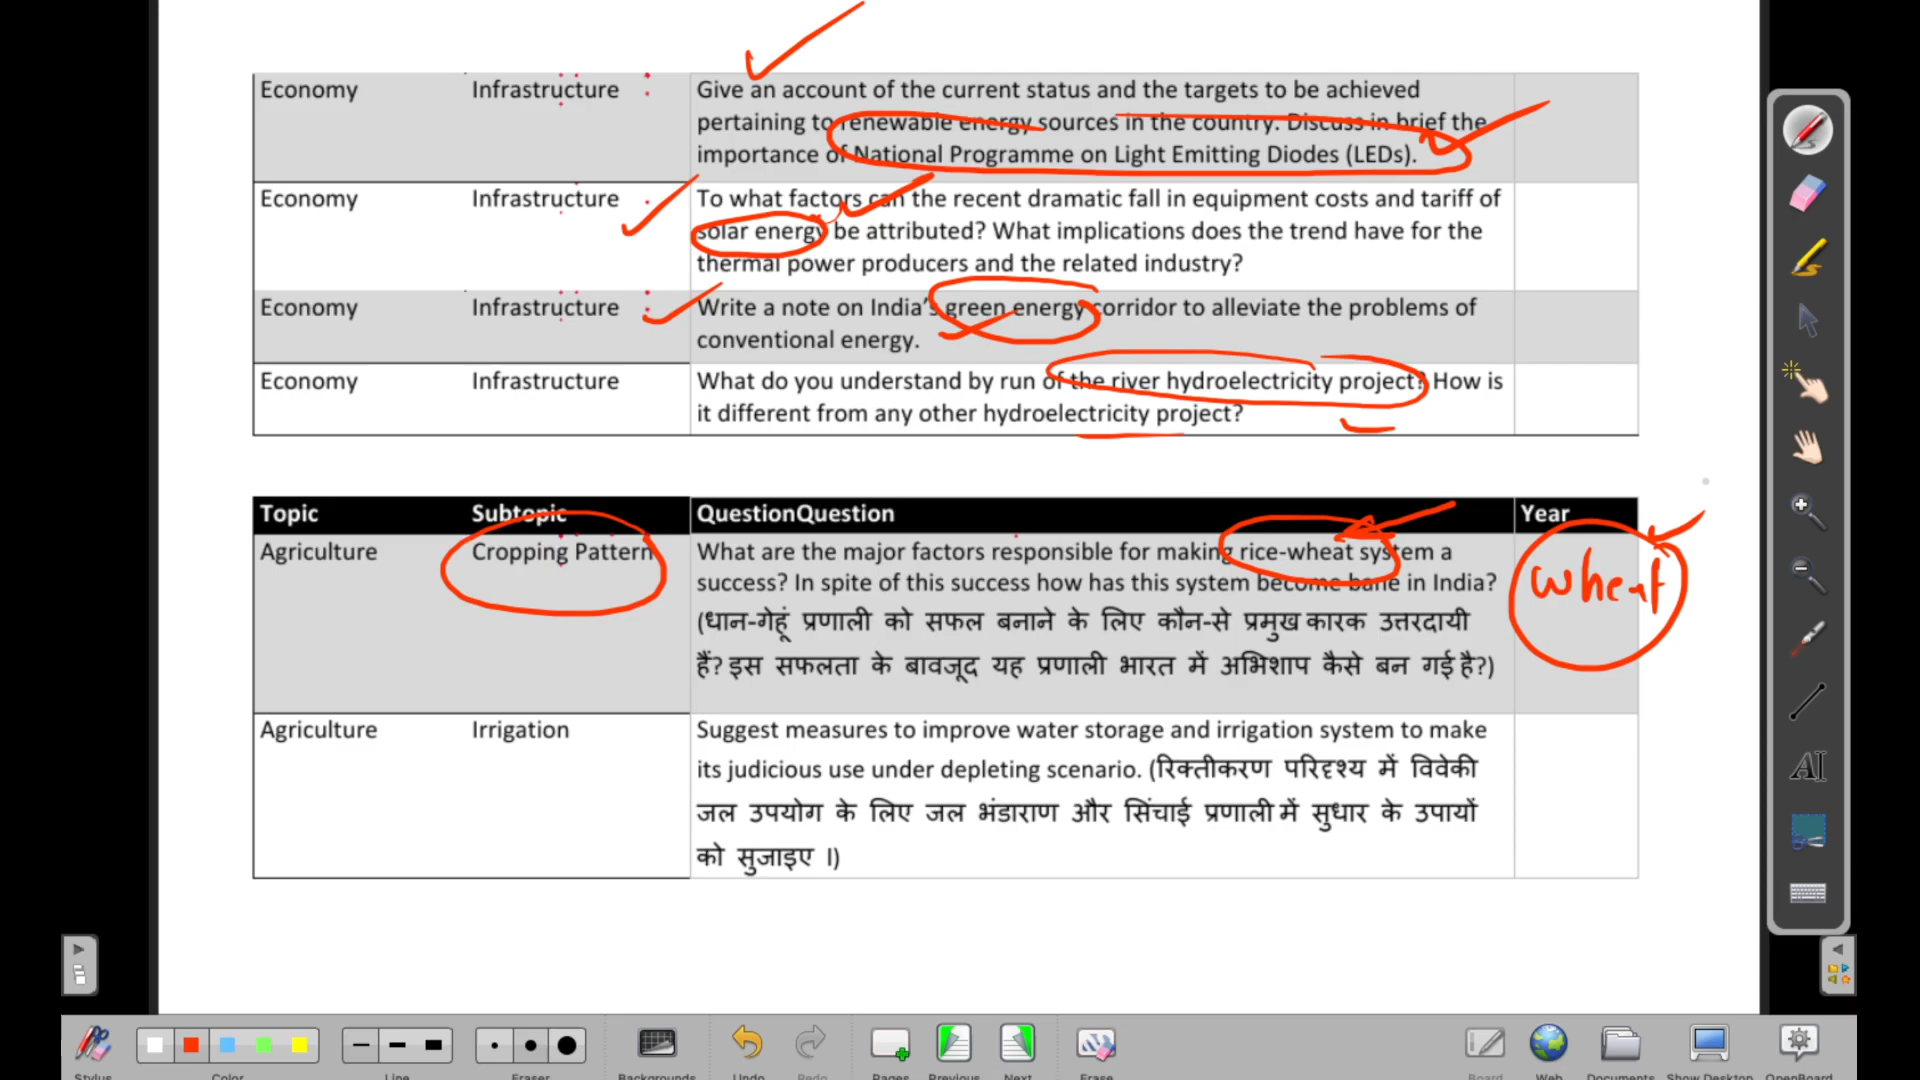 Economy Infrastructure Give an account of the current status and the targets to be achieved
pertaining to renewable energy sources in the country. Discuss in brief the
importance of National Programme on Light Emitting Diodes (LEDs).
Economy Infrastructure To what factors can the recent dramatic fall in equipment costs and tariff of
solar energy be attributed? What implications does the trend have for the
thermal power producers and the related industry?
Economy Infrastructure Write a note on India's green energy corridor to alleviate the problems of
conventional energy.
Economy Infrastructure What do you understand by run of the river hydroelectricity project? How is
it different from any other hydroelectricity project?
Topic Subtopic QuestionQuestion Year
Agriculture Cropping Pattern What are the major factors responsible for making rice-wheat system a
success? In spite of this success how has this system become bane in India?
wheat
(धान-गेहूं प्रणाली को सफल बनाने के लिए कौन-से प्रमुख कारक उत्तरदायी
हैं? इस सफलता के बावजूद यह प्रणाली भारत में अभिशाप कैसे बन गई है?)
Agriculture Irrigation Suggest measures to improve water storage and irrigation system to make
its judicious use under depleting scenario. (रिक्तीकरण परिदृश्य में विवेकी
जल उपयोग के लिए जल भंडाराण और सिंचाई प्रणाली में सुधार के उपायों
को सुजाइए ।)
AI
Stylus Color Line Eraser Backgrounds Undo Redo Pages Previous Next Erase Board Web Documents Show Desktop OpenBoard